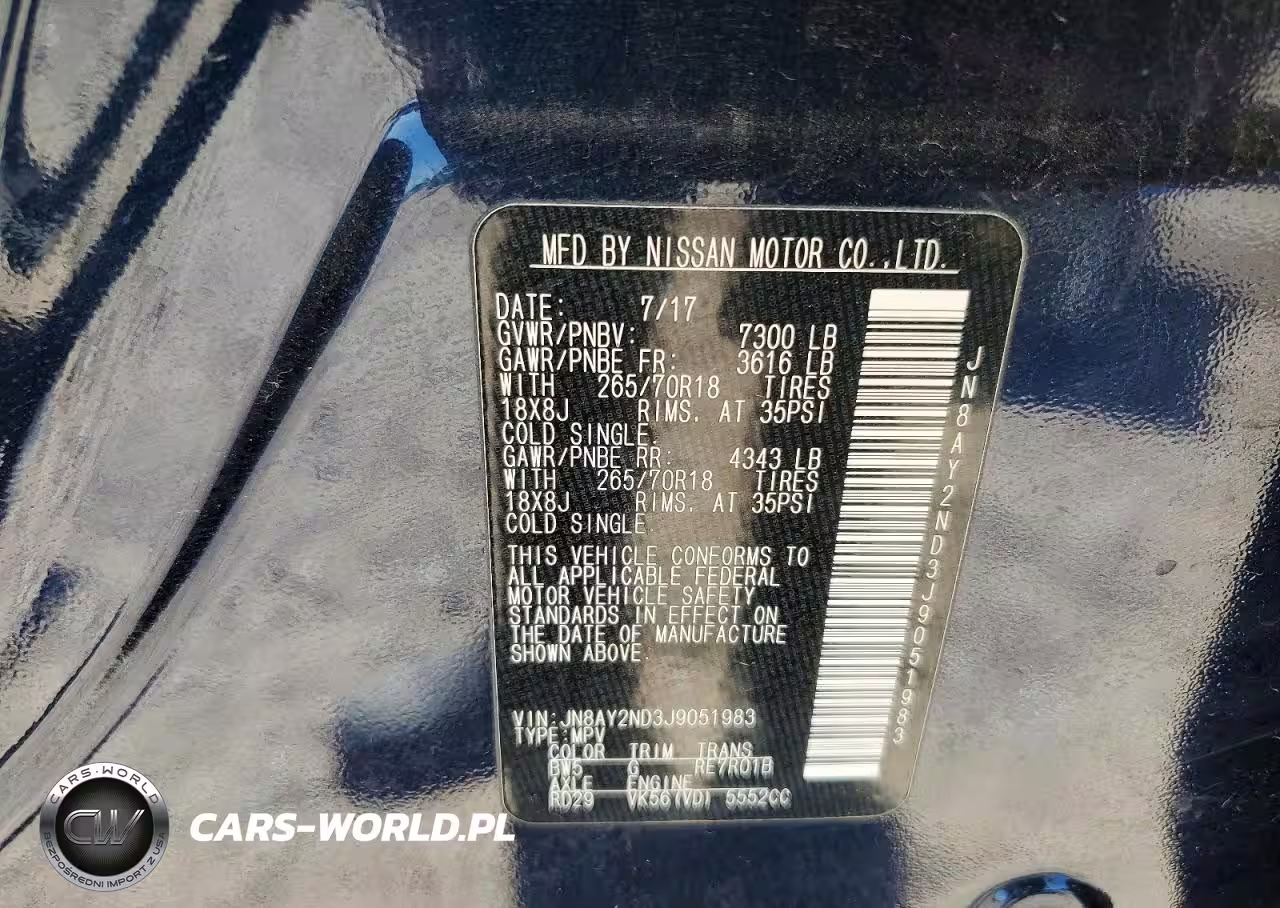 MFD BY NISSAN MOTOR CO.,LTD.
DATE: 7/17
GVWR/PNBV: 7300 LB
GAWR/PNBE FR: 3616 LB
WITH 265/70R18 TIRES
18X8J RIMS. AT 35PSI
COLD SINGLE.
GAWR/PNBE RR: 4343 LB
WITH 265/70R18 TIRES
18X8J RIMS. AT 35PSI
COLD SINGLE.
THIS VEHICLE CONFORMS TO
ALL APPLICABLE FEDERAL
MOTOR VEHICLE SAFETY
STANDARDS IN EFFECT ON
THE DATE OF MANUFACTURE
SHOWN ABOVE.
VIN:JN8AY2ND3J9051983
TYPE:MPV
COLOR TRIM TRANS
BW5 G RE7R01B
AXLE ENGINE
RD29 VK56(VD) 5552CC
JN8AY2ND3J9051983
CARS-WORLD
CW
BEZPOŚREDNI IMPORT Z USA
CARS-WORLD.PL